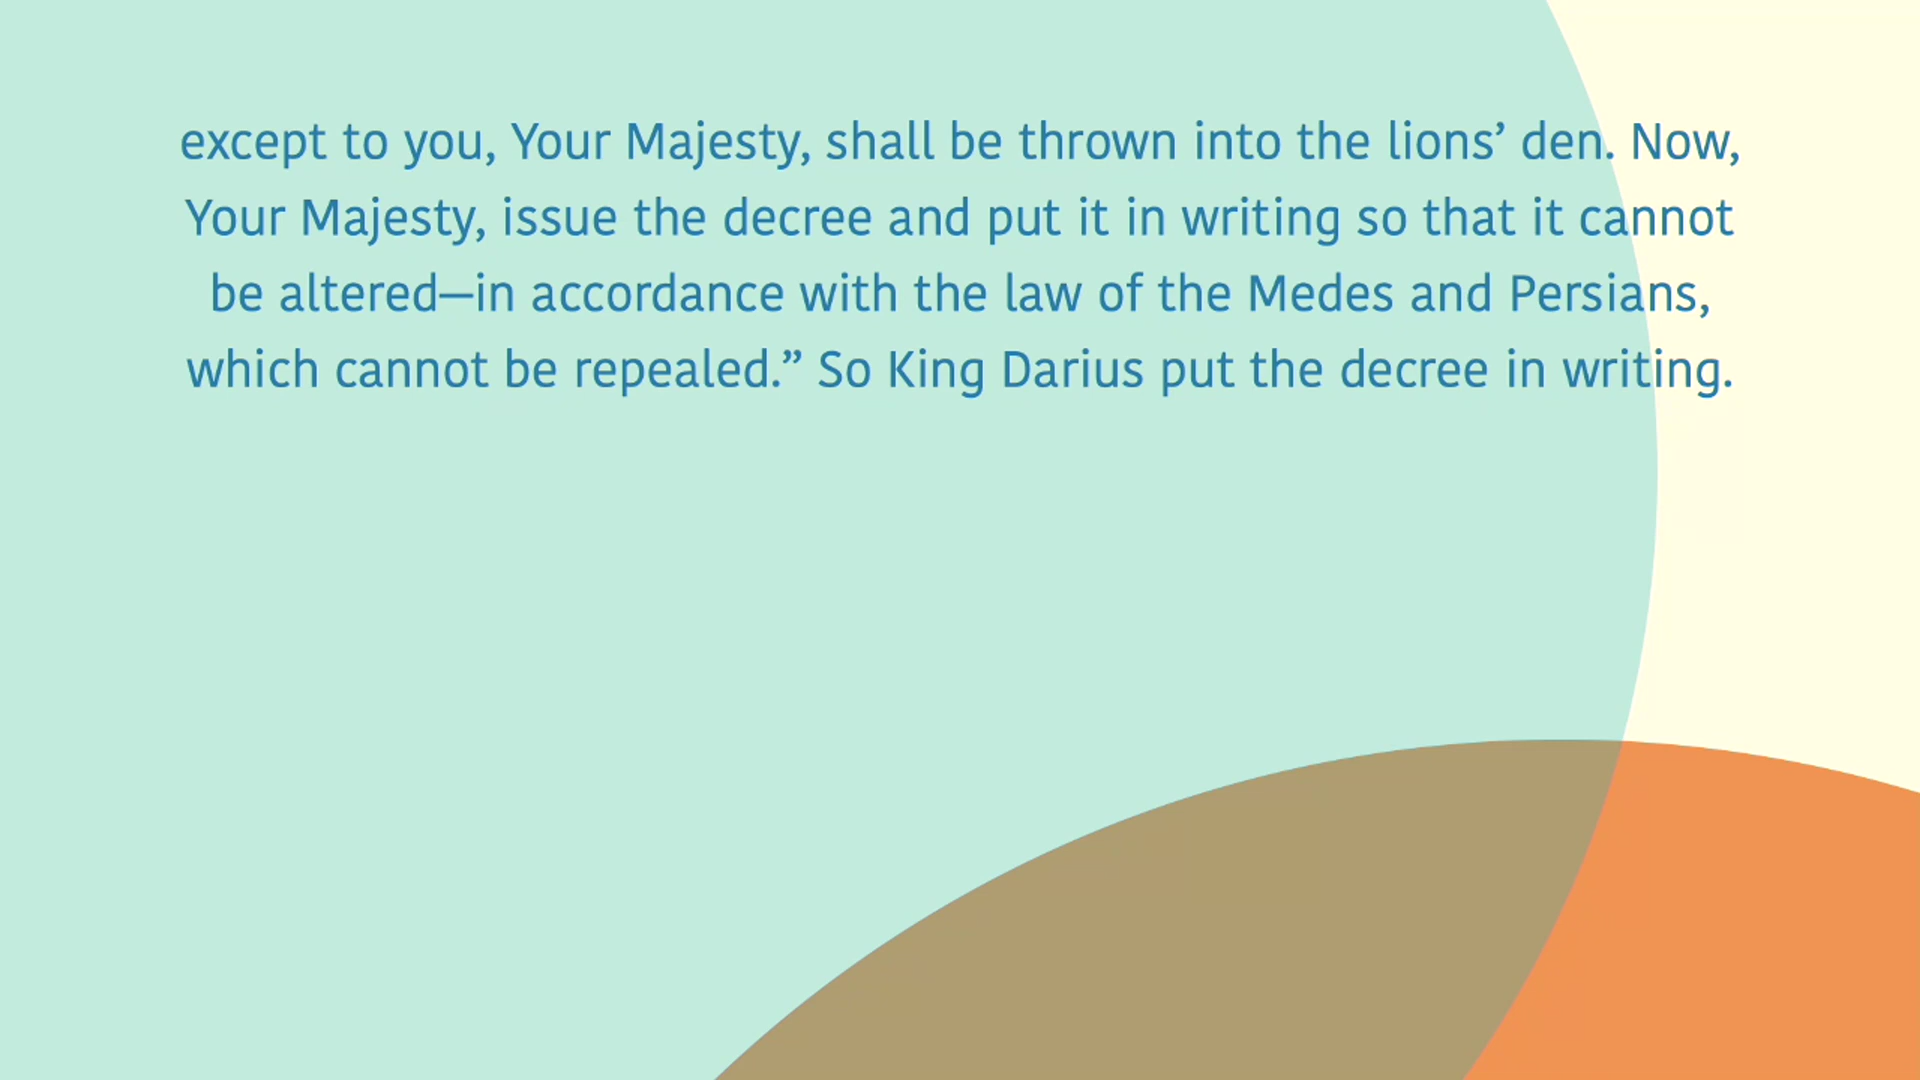 except to you, Your Majesty, shall be thrown into the lions’ den. Now,
Your Majesty, issue the decree and put it in writing so that it cannot
be altered—in accordance with the law of the Medes and Persians,
which cannot be repealed.” So King Darius put the decree in writing.